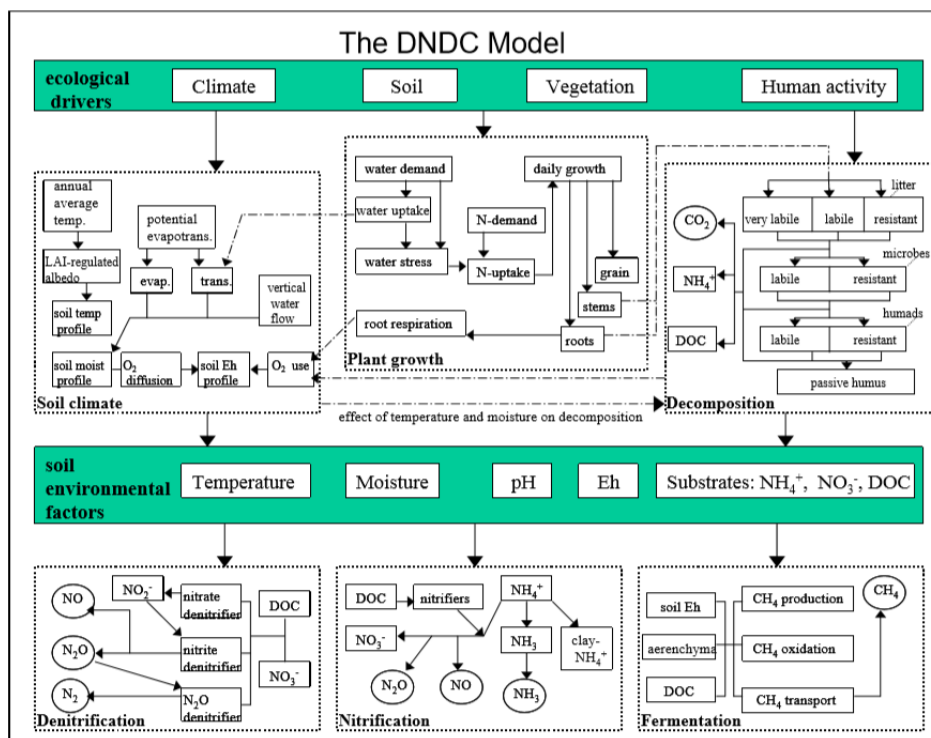 The DNDC Model
ecological
drivers
Climate
Soil
Vegetation
Human activity
annual
average
temp.
potential
evapotrans.
LAI-regulated
albedo
evap.
trans.
vertical
water
flow
soil temp
profile
soil moist
profile
O₂
diffusion
soil Eh
profile
O₂ use
Soil climate
water demand
daily growth
water uptake
N-demand
water stress
N-uptake
grain
stems
root respiration
roots
Plant growth
litter
very labile
labile
resistant
CO₂
microbes
labile
resistant
NH₄⁺
humads
labile
resistant
DOC
passive humus
Decomposition
effect of temperature and moisture on decomposition
soil
environmental
factors
Temperature
Moisture
pH
Eh
Substrates: NH₄⁺, NO₃⁻, DOC
NO₂⁻
nitrate
denitrifier
DOC
NO
nitrite
denitrifier
N₂O
NO₃⁻
N₂
N₂O
denitrifier
Denitrification
DOC
nitrifiers
NH₄⁺
NO₃⁻
NH₃
clay-
NH₄⁺
N₂O
NO
NH₃
Nitrification
soil Eh
CH₄ production
CH₄
aerenchyma
CH₄ oxidation
DOC
CH₄ transport
Fermentation